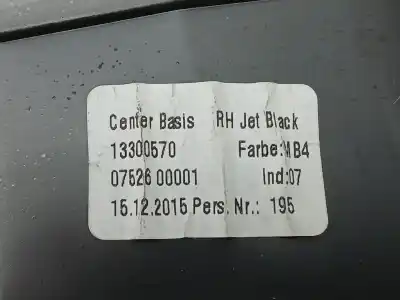 Center Basis RH Jet Black
13300570 Farbe:MB4
07526 00001 Ind:07
15.12.2015 Pers. Nr.: 195